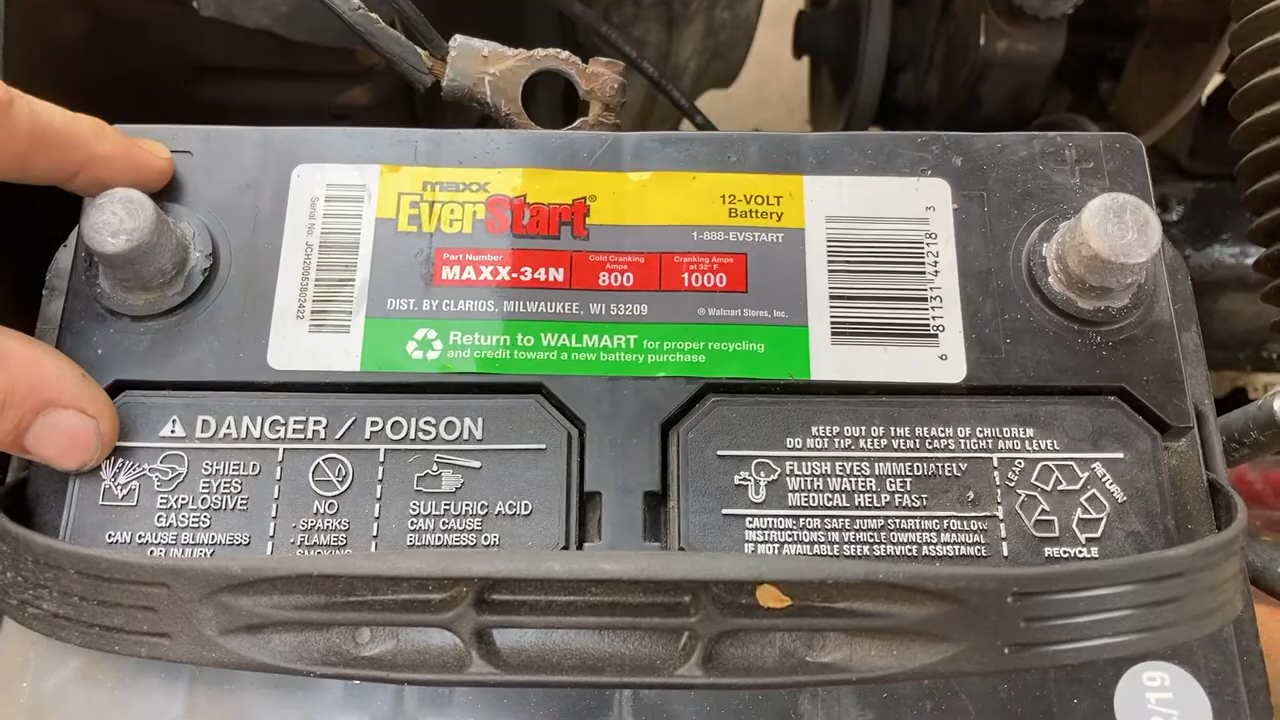 Serial No: JCH20053802422
maxx
EverStart®
12-VOLT
Battery
1-888-EVSTART
Part Number
MAXX-34N
Cold Cranking
Amps
800
Cranking Amps
at 32° F
1000
DIST. BY CLARIOS, MILWAUKEE, WI 53209
® Walmart Stores, Inc.
Return to WALMART for proper recycling
and credit toward a new battery purchase
6 81131 44218 3
- +
DANGER / POISON
SHIELD
EYES
EXPLOSIVE
GASES
CAN CAUSE BLINDNESS
OR INJURY
NO
• SPARKS
• FLAMES
SMOKING
SULFURIC ACID
CAN CAUSE
BLINDNESS OR
KEEP OUT OF THE REACH OF CHILDREN
DO NOT TIP. KEEP VENT CAPS TIGHT AND LEVEL
FLUSH EYES IMMEDIATELY
WITH WATER. GET
MEDICAL HELP FAST
CAUTION: FOR SAFE JUMP STARTING FOLLOW
INSTRUCTIONS IN VEHICLE OWNERS MANUAL
IF NOT AVAILABLE SEEK SERVICE ASSISTANCE.
LEAD
RETURN
RECYCLE
/19